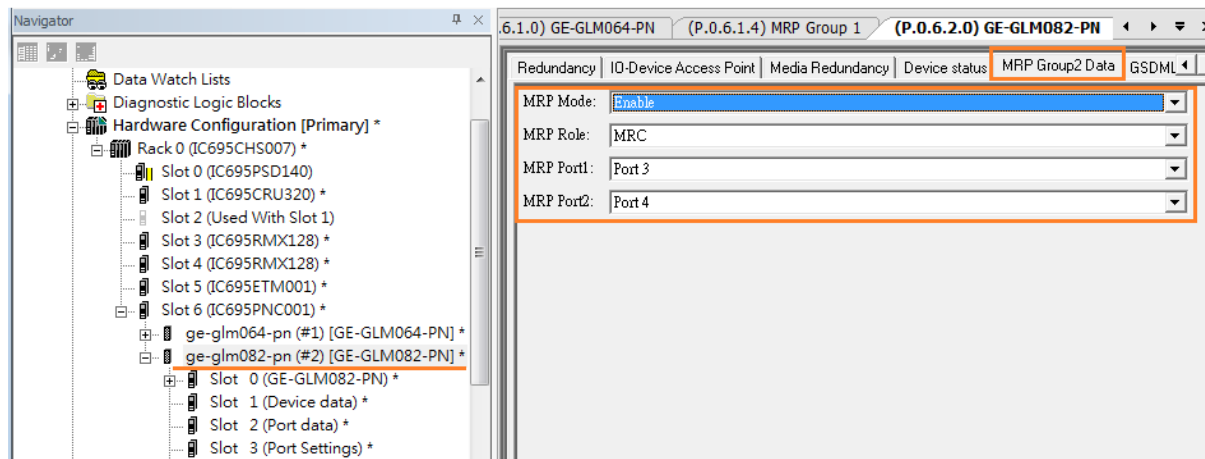 Navigator
Data Watch Lists
Diagnostic Logic Blocks
Hardware Configuration [Primary] *
Rack 0 (IC695CHS007) *
Slot 0 (IC695PSD140)
Slot 1 (IC695CRU320) *
Slot 2 (Used With Slot 1)
Slot 3 (IC695RMX128) *
Slot 4 (IC695RMX128) *
Slot 5 (IC695ETM001) *
Slot 6 (IC695PNC001) *
ge-glm064-pn (#1) [GE-GLM064-PN] *
ge-glm082-pn (#2) [GE-GLM082-PN] *
Slot 0 (GE-GLM082-PN) *
Slot 1 (Device data) *
Slot 2 (Port data) *
Slot 3 (Port Settings) *
.6.1.0) GE-GLM064-PN (P.0.6.1.4) MRP Group 1 (P.0.6.2.0) GE-GLM082-PN
Redundancy IO-Device Access Point Media Redundancy Device status MRP Group2 Data GSDML
MRP Mode: Enable
MRP Role: MRC
MRP Port1: Port 3
MRP Port2: Port 4